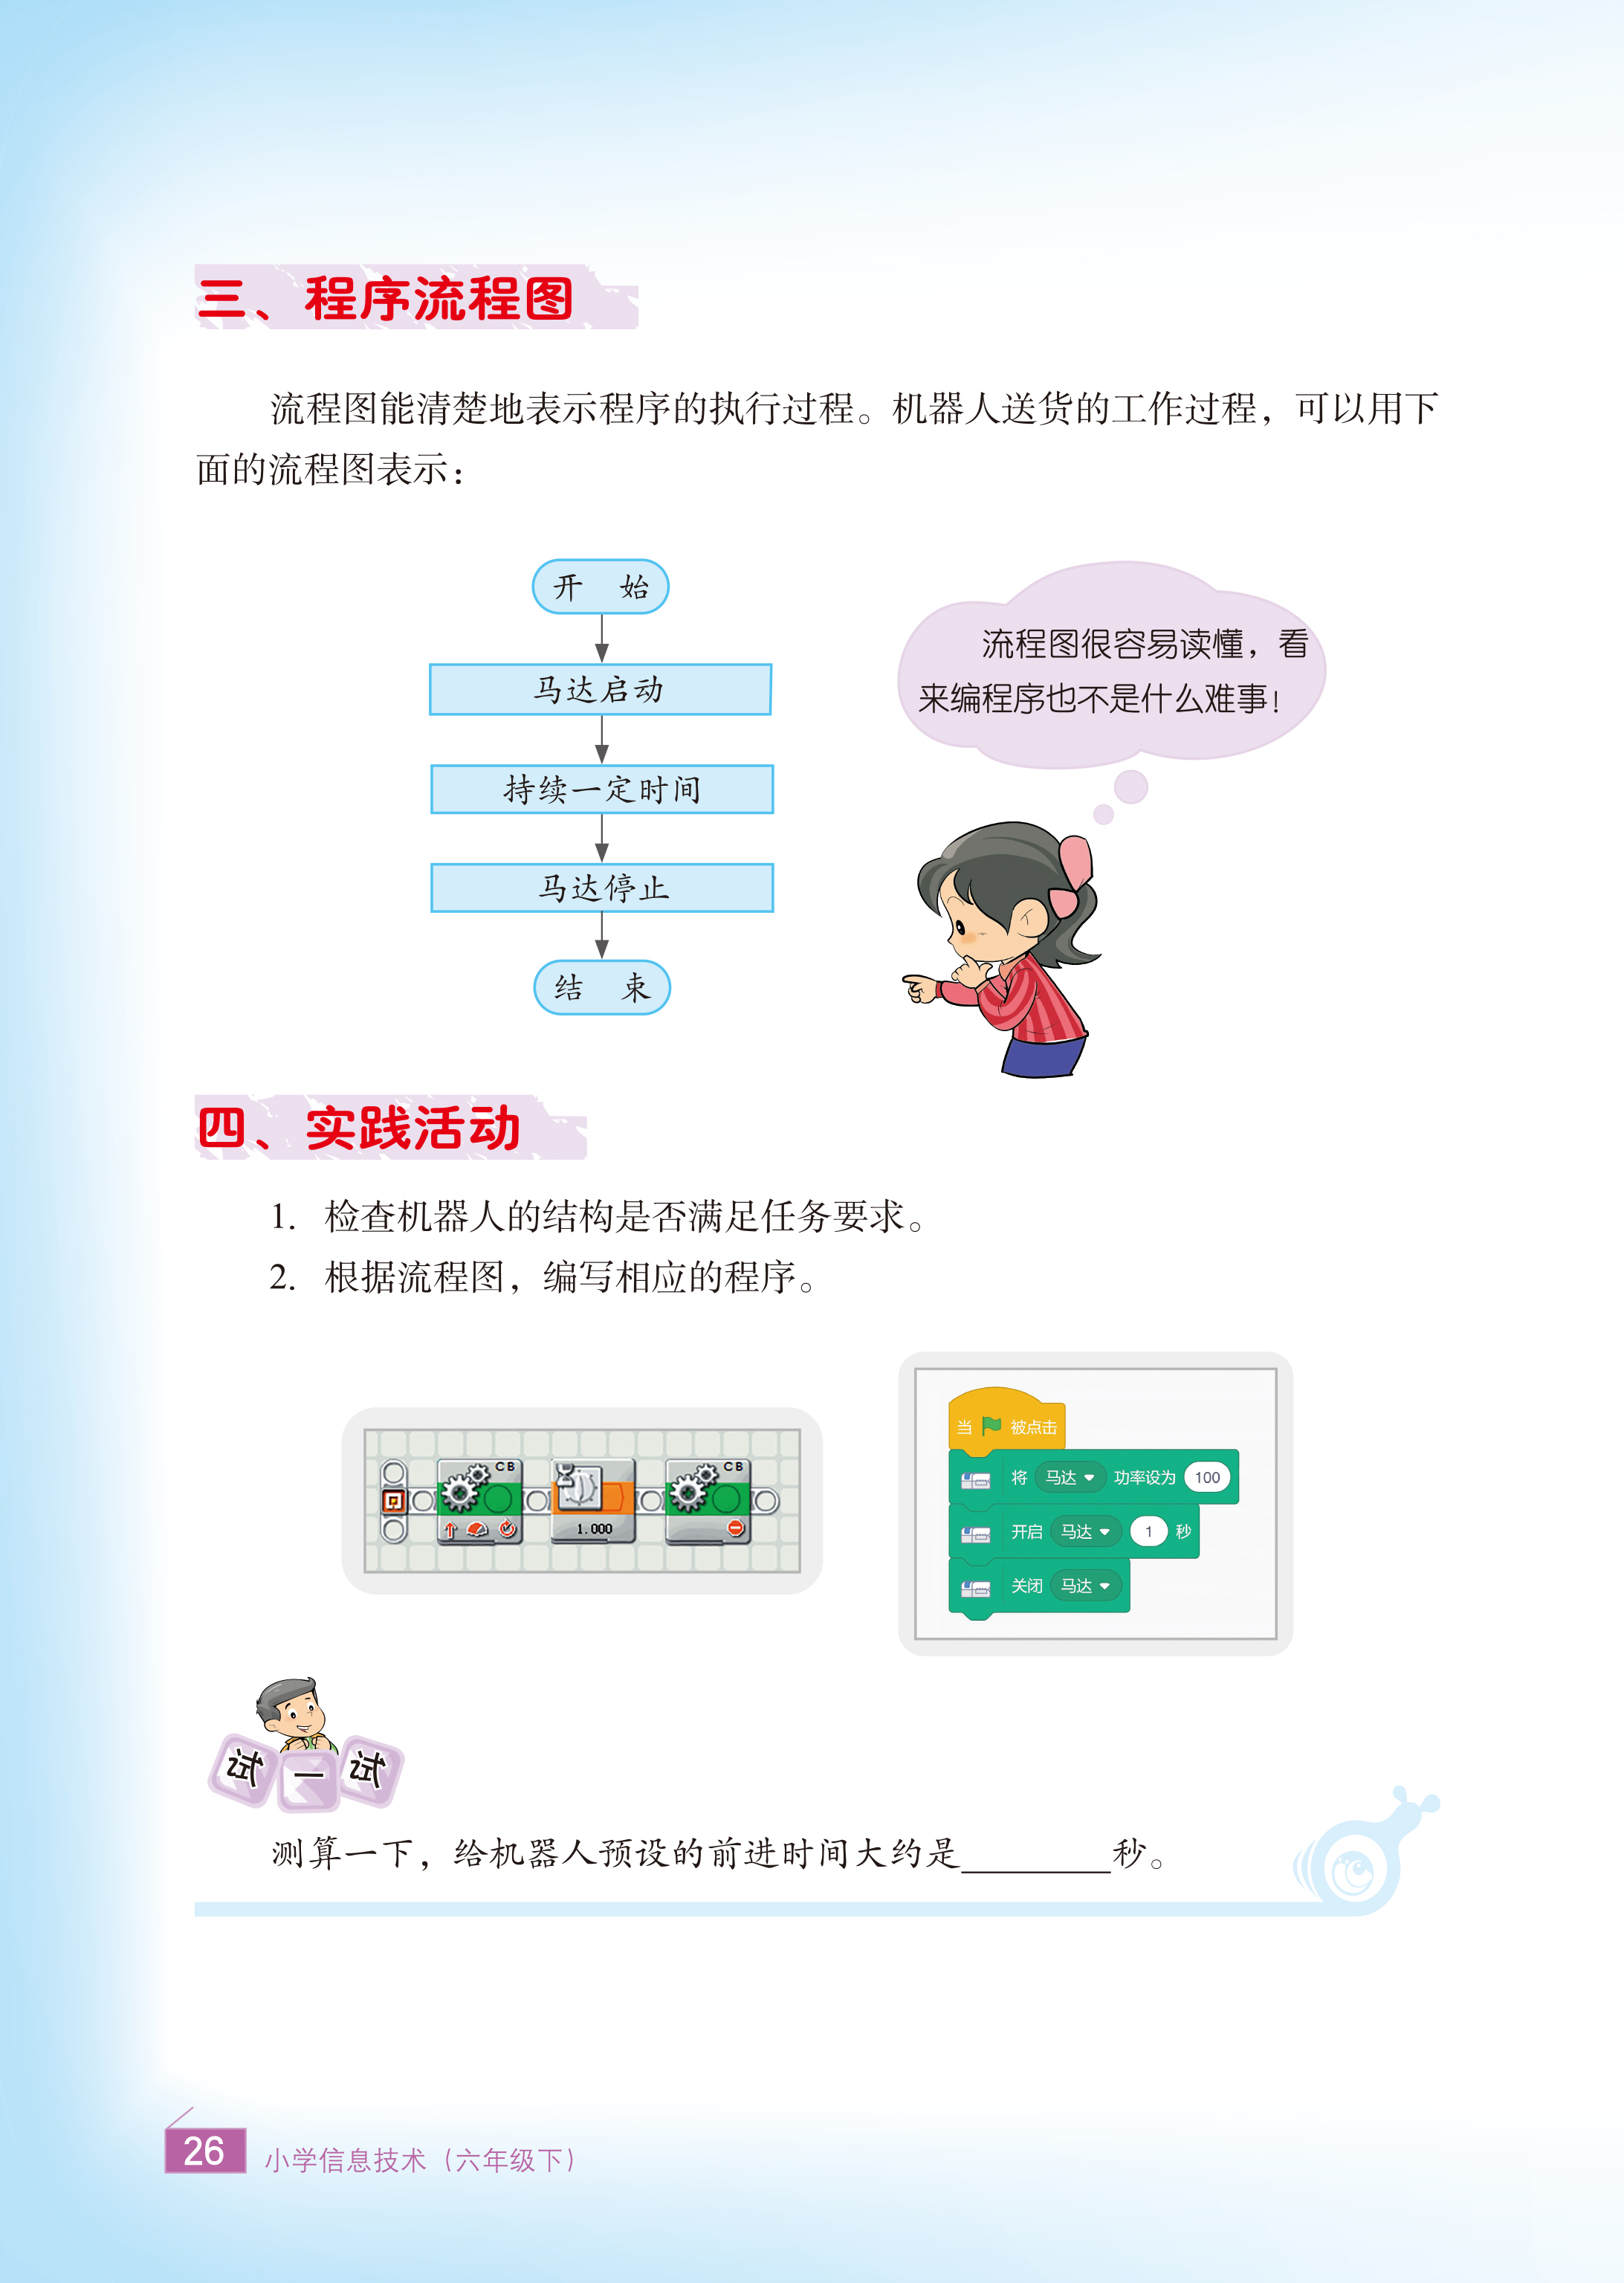 三、程序流程图
流程图能清楚地表示程序的执行过程。机器人送货的工作过程，可以用下
面的流程图表示：
开 始
马达启动
持续一定时间
马达停止
结 束
流程图很容易读懂，看
来编程序也不是什么难事！
四、实践活动
1. 检查机器人的结构是否满足任务要求。
2. 根据流程图，编写相应的程序。
C B
1.000
C B
当 被点击
将 马达 功率设为 100
开启 马达 1 秒
关闭 马达
试一试
测算一下，给机器人预设的前进时间大约是________秒。
26 小学信息技术（六年级下）